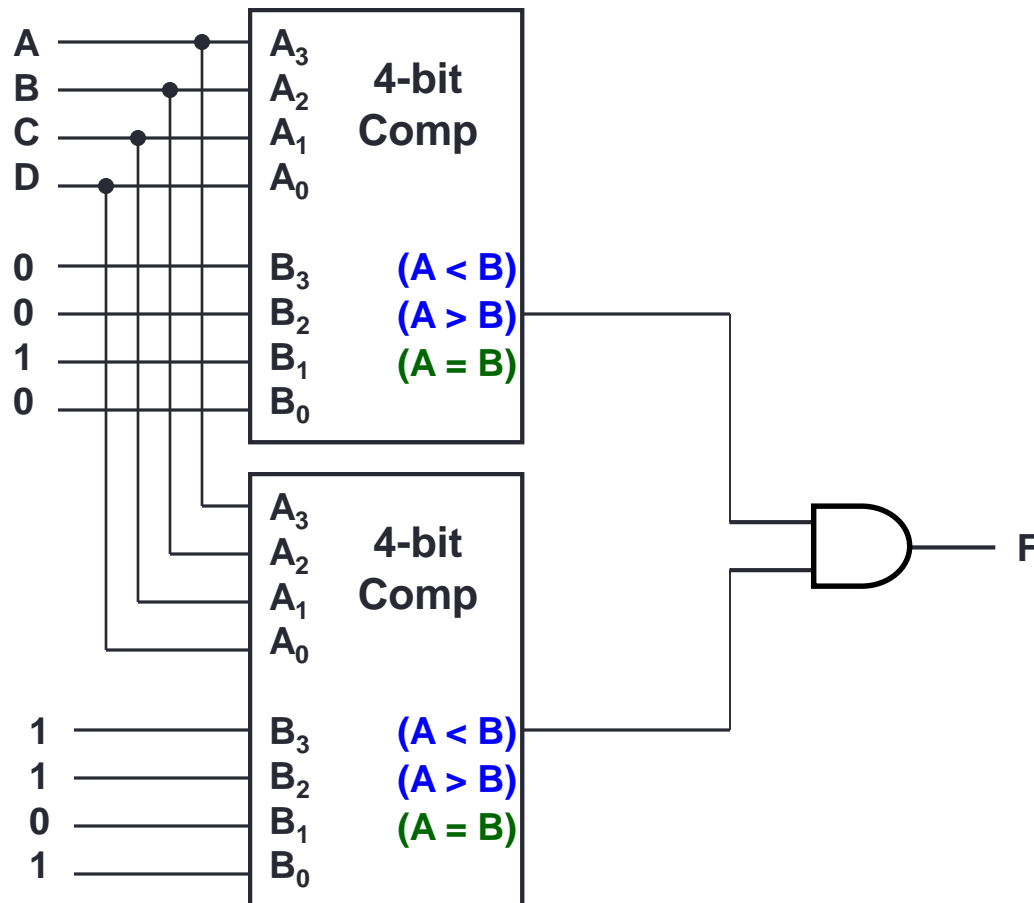 A
B
C
D
0
0
1
0
A₃
A₂
A₁
A₀
B₃
B₂
B₁
B₀
4-bit
Comp
(A < B)
(A > B)
(A = B)
1
1
0
1
A₃
A₂
A₁
A₀
B₃
B₂
B₁
B₀
4-bit
Comp
(A < B)
(A > B)
(A = B)
F